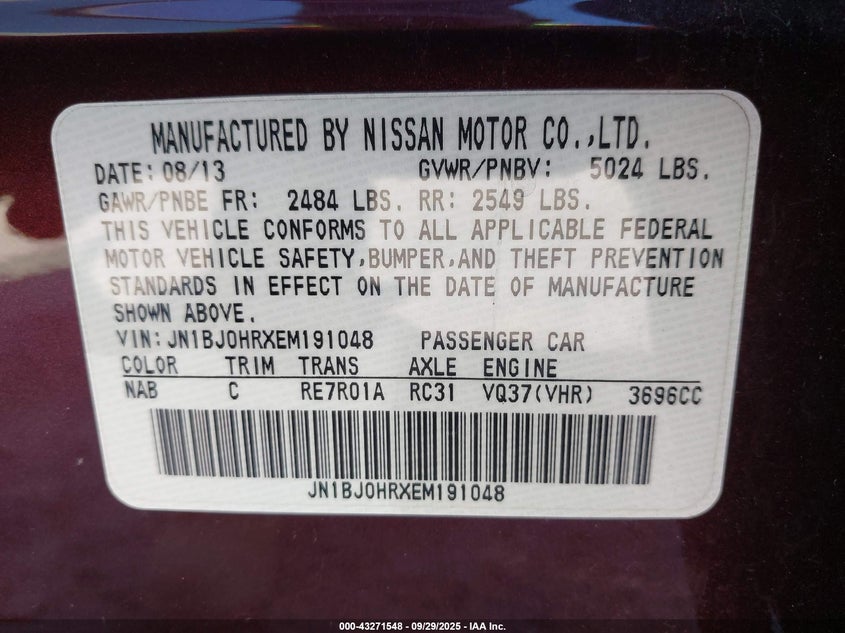 MANUFACTURED BY NISSAN MOTOR CO.,LTD.
DATE: 08/13 GVWR/PNBV: 5024 LBS.
GAWR/PNBE FR: 2484 LBS. RR: 2549 LBS.
THIS VEHICLE CONFORMS TO ALL APPLICABLE FEDERAL
MOTOR VEHICLE SAFETY,BUMPER,AND THEFT PREVENTION
STANDARDS IN EFFECT ON THE DATE OF MANUFACTURE
SHOWN ABOVE.
VIN: JN1BJ0HRXEM191048 PASSENGER CAR
COLOR TRIM TRANS AXLE ENGINE
NAB C RE7R01A RC31 VQ37(VHR) 3696CC
JN1BJ0HRXEM191048
000-43271548 - 09/29/2025 - IAA Inc.